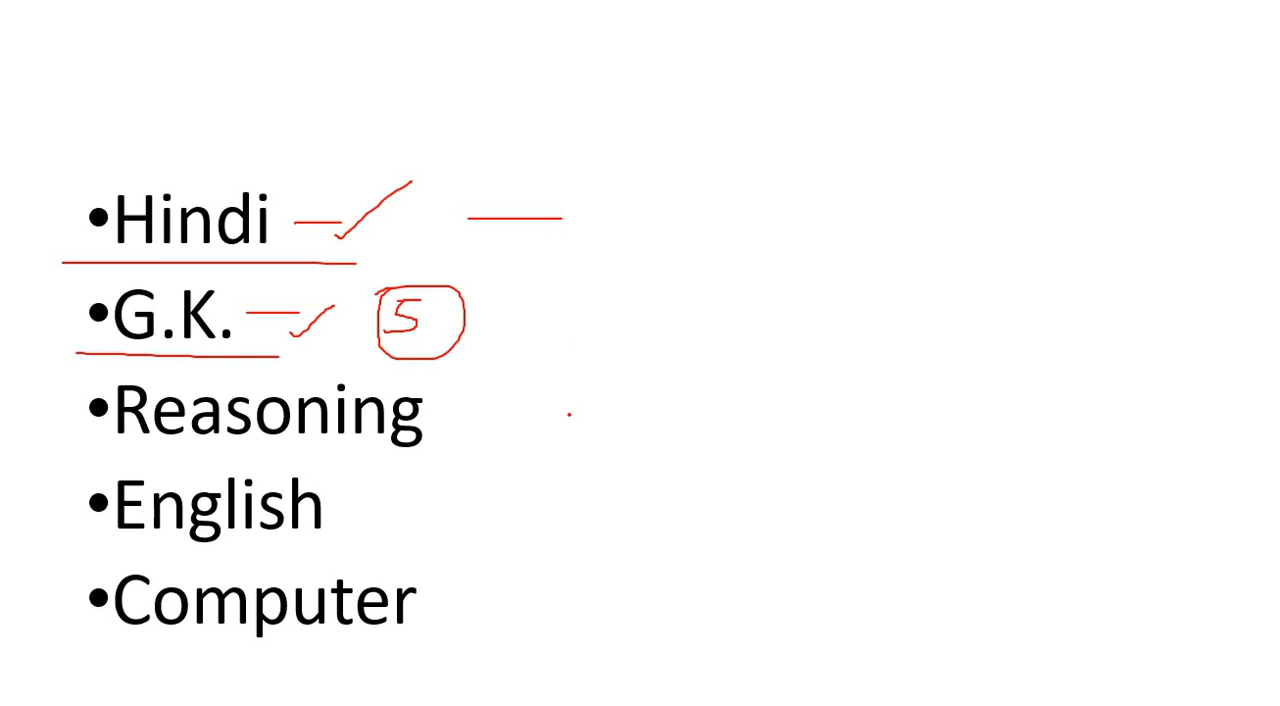 •Hindi
•G.K. 5
•Reasoning
•English
•Computer